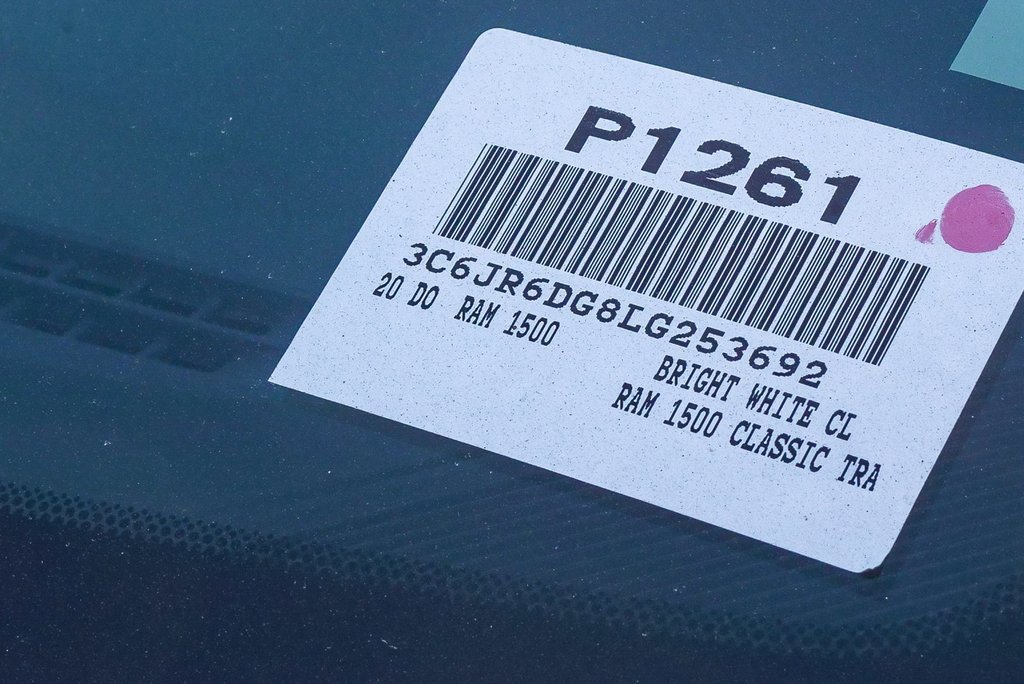 P1261
3C6JR6DG8LG253692
20 DO RAM 1500
BRIGHT WHITE CL
RAM 1500 CLASSIC TRA